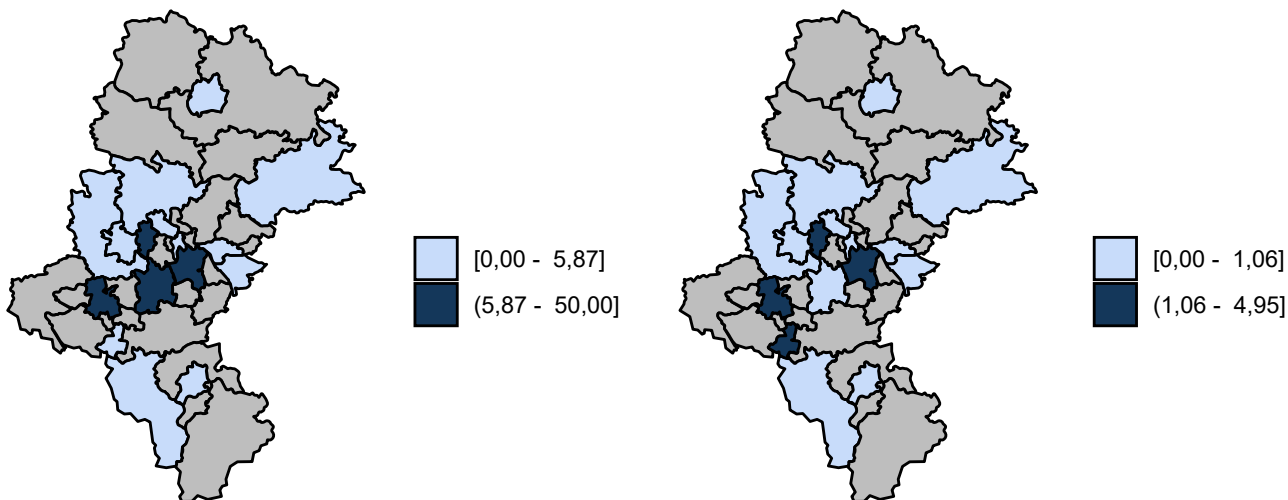 [0,00 - 5,87]
(5,87 - 50,00]
[0,00 - 1,06]
(1,06 - 4,95]